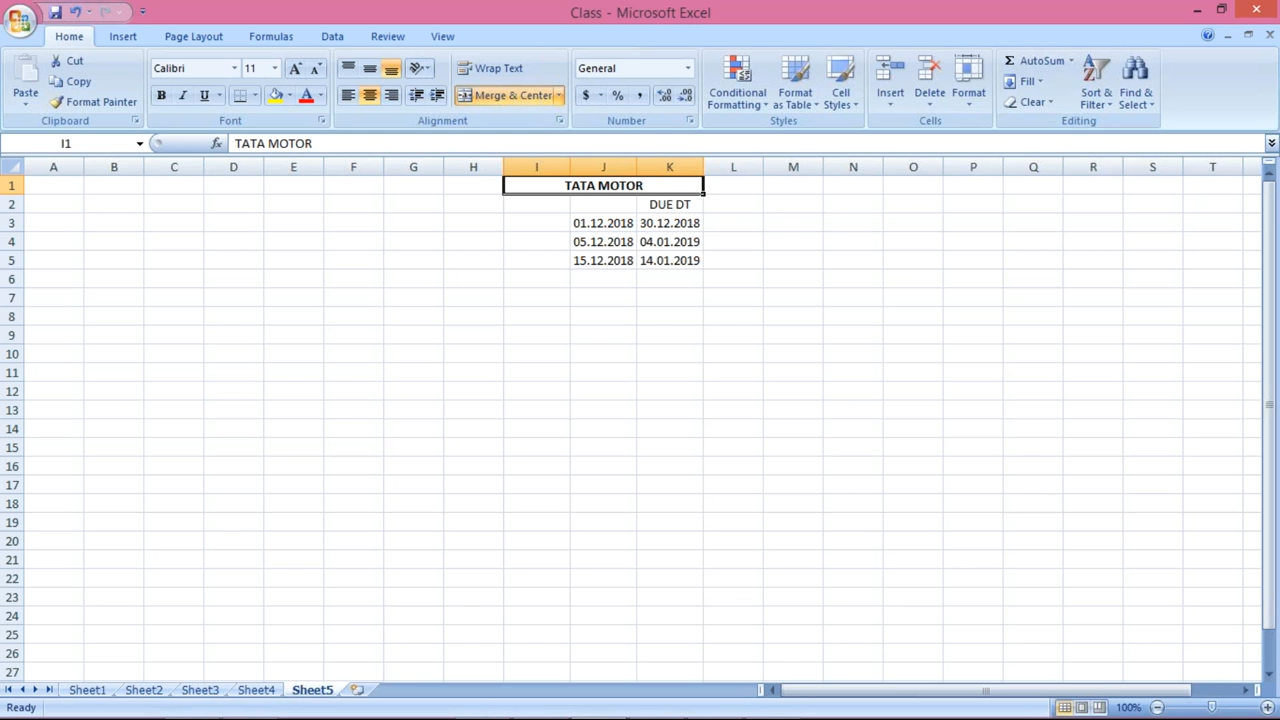 Class - Microsoft Excel
Home Insert Page Layout Formulas Data Review View
Paste
Cut
Copy
Format Painter
Clipboard
Calibri 11
A A
B I U A
Font
Wrap Text
Merge & Center
Alignment
General
$ % , .0 .00 .00 .0
Number
Conditional Formatting
Format as Table
Cell Styles
Styles
Insert Delete Format
Cells
Σ AutoSum
Fill
Clear
Sort & Filter
Find & Select
Editing
I1 fx TATA MOTOR
A B C D E F G H I J K L M N O P Q R S T
1 TATA MOTOR
2 DUE DT
3 01.12.2018 30.12.2018
4 05.12.2018 04.01.2019
5 15.12.2018 14.01.2019
6
7
8
9
10
11
12
13
14
15
16
17
18
19
20
21
22
23
24
25
26
27
Sheet1 Sheet2 Sheet3 Sheet4 Sheet5
Ready 100%